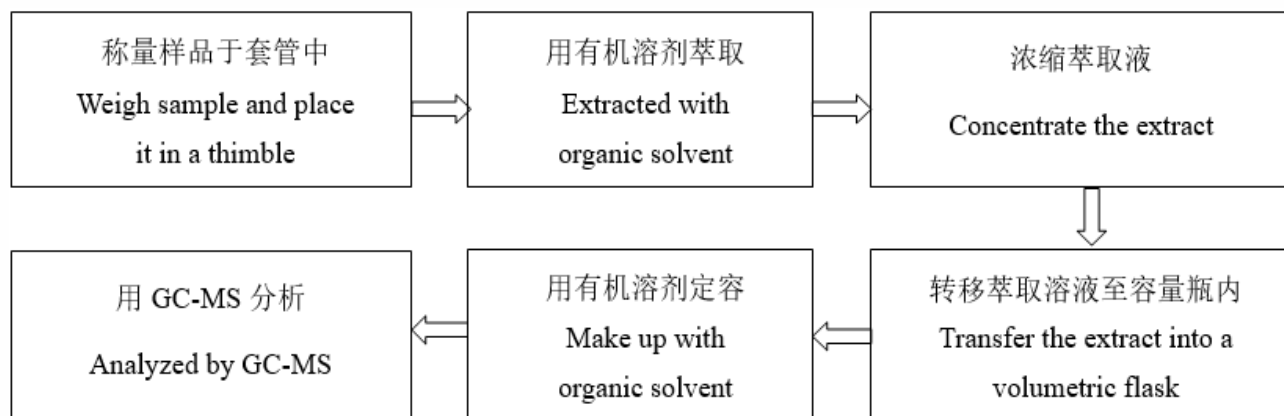 称量样品于套管中
Weigh sample and place
it in a thimble
用有机溶剂萃取
Extracted with
organic solvent
浓缩萃取液
Concentrate the extract
转移萃取溶液至容量瓶内
Transfer the extract into a
volumetric flask
用有机溶剂定容
Make up with
organic solvent
用 GC-MS 分析
Analyzed by GC-MS